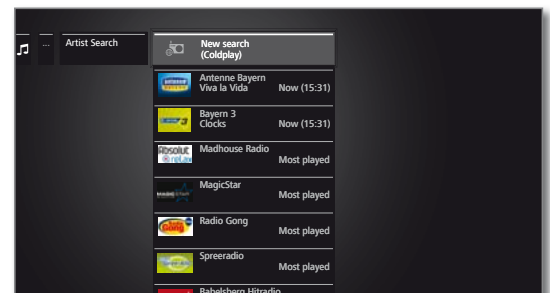 ...
Artist Search
New search
(Coldplay)
Antenne Bayern
Viva la Vida Now (15:31)
Bayern 3
Clocks Now (15:31)
Madhouse Radio
Most played
MagicStar
Most played
Radio Gong
Most played
Spreeradio
Most played
Babelsberg Hitradio